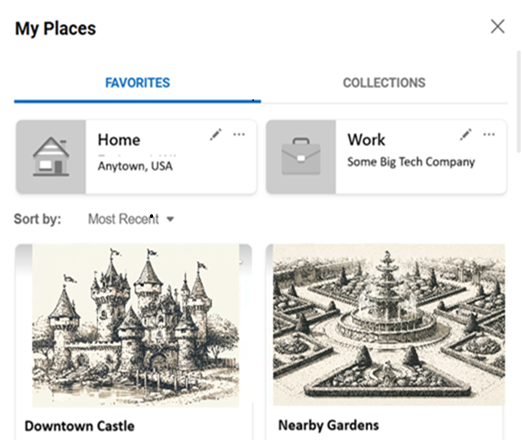 My Places
FAVORITES COLLECTIONS
Home
Anytown, USA
Work
Some Big Tech Company
Sort by: Most Recent
Downtown Castle
Nearby Gardens